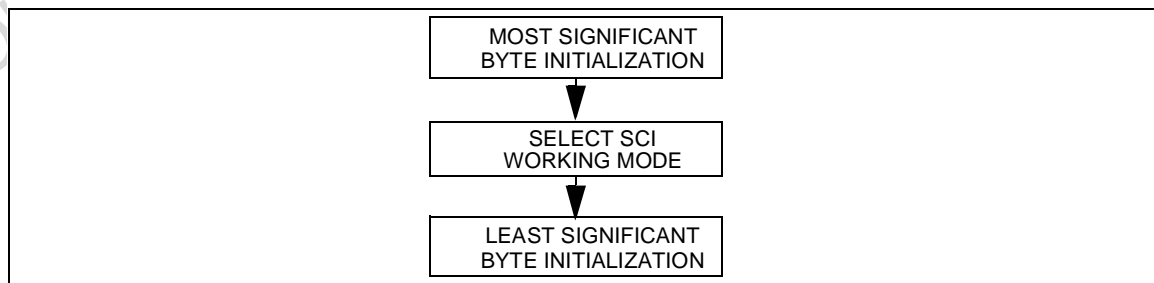 MOST SIGNIFICANT
BYTE INITIALIZATION
SELECT SCI
WORKING MODE
LEAST SIGNIFICANT
BYTE INITIALIZATION